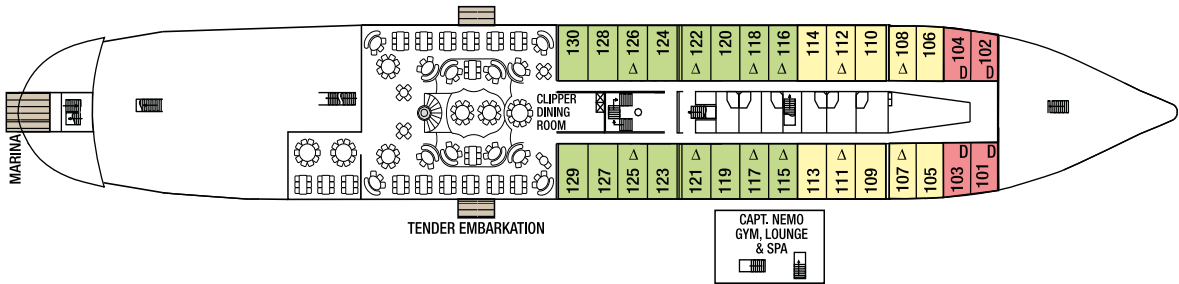 130
128
126
Δ
124
122
Δ
120
118
Δ
116
Δ
114
112
Δ
110
108
Δ
106
104
D
102
D
CLIPPER
DINING
ROOM
MARINA
129
127
125
Δ
123
121
Δ
119
117
Δ
115
Δ
113
111
Δ
109
107
Δ
105
103
D
101
D
TENDER EMBARKATION
CAPT. NEMO
GYM, LOUNGE
& SPA